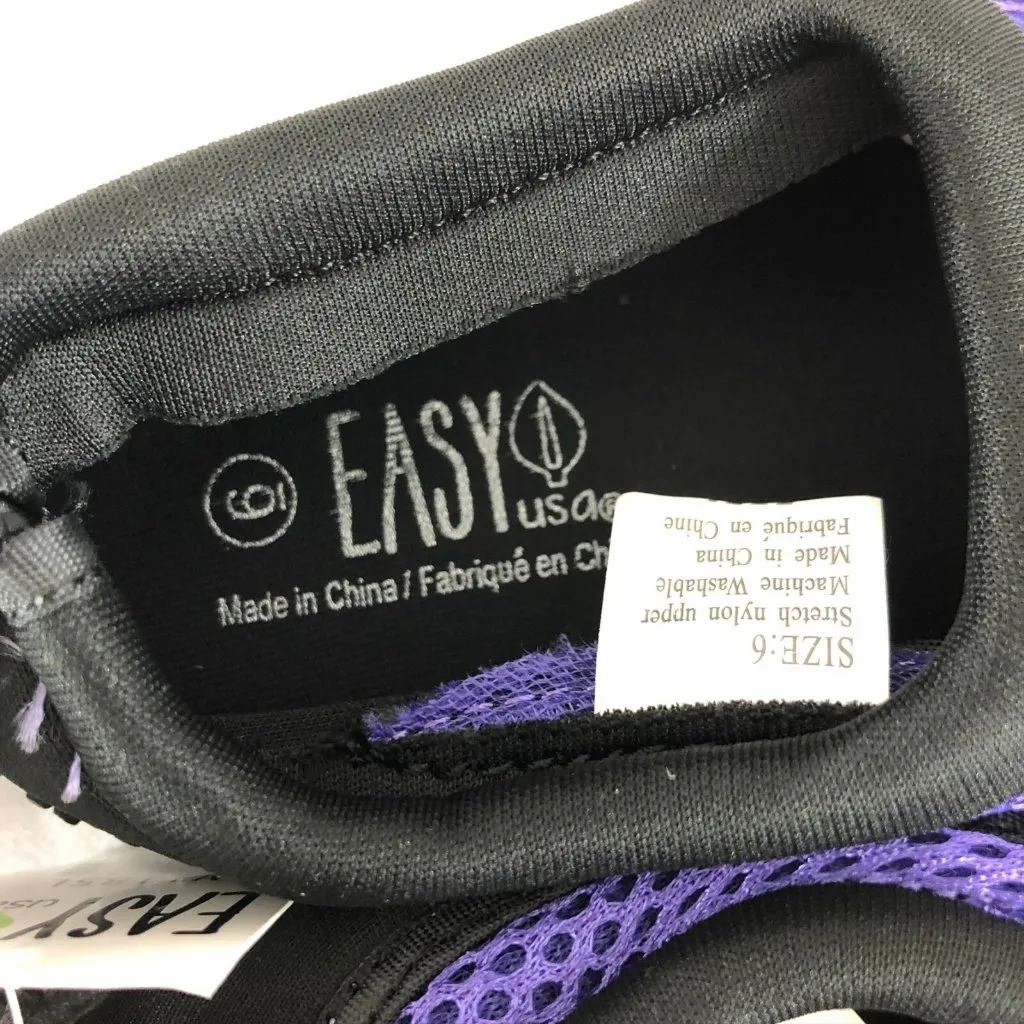 6
EASY
usa®
Made in China / Fabriqué en Ch
SIZE:6
Stretch nylon upper
Machine Washable
Made in China
Fabriqué en Chine
EASY